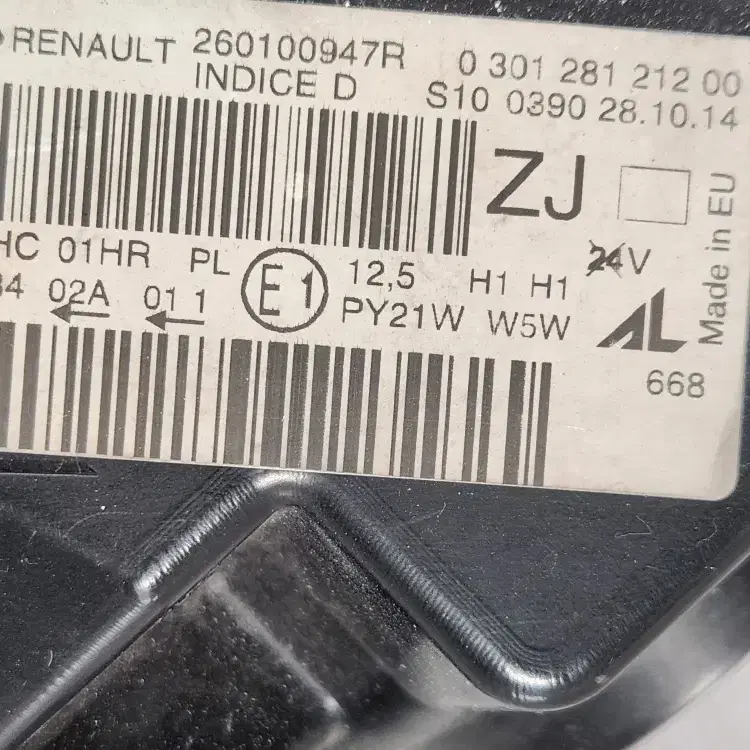 RENAULT 260100947R 0 301 281 212 00
INDICE D S10 0390 28.10.14
ZJ
HC 01HR PL E1 12,5 H1 H1 24V
34 02A 01 1 PY21W W5W AL
668
Made in EU